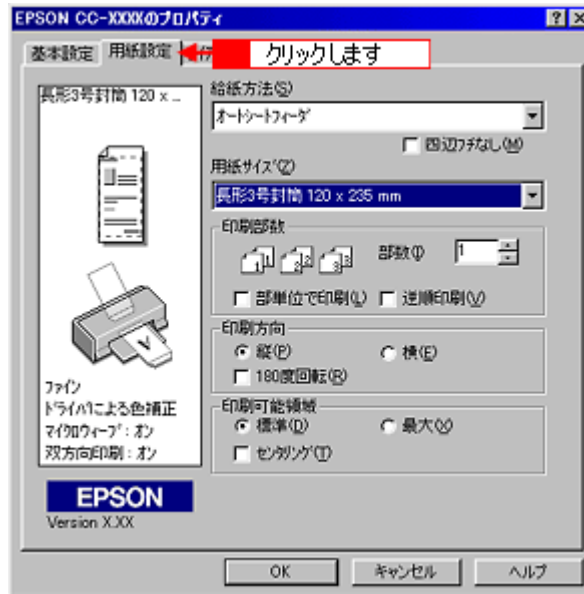 EPSON CC-XXXXのプロパティ
基本設定 用紙設定 クリックします
長形3号封筒 120 x ...
給紙方法(S)
オートシートフィーダ
四辺フチなし(M)
用紙サイズ(Z)
長形3号封筒 120 x 235 mm
印刷部数
部数(I) 1
部単位で印刷(L) 逆順印刷(V)
印刷方向
縦(P) 横(E)
180度回転(R)
印刷可能領域
標準(D) 最大(X)
センタリング(T)
ファイン
ドライバによる色補正
マイクロウィーブ : オン
双方向印刷 : オン
EPSON
Version X.XX
OK キャンセル ヘルプ